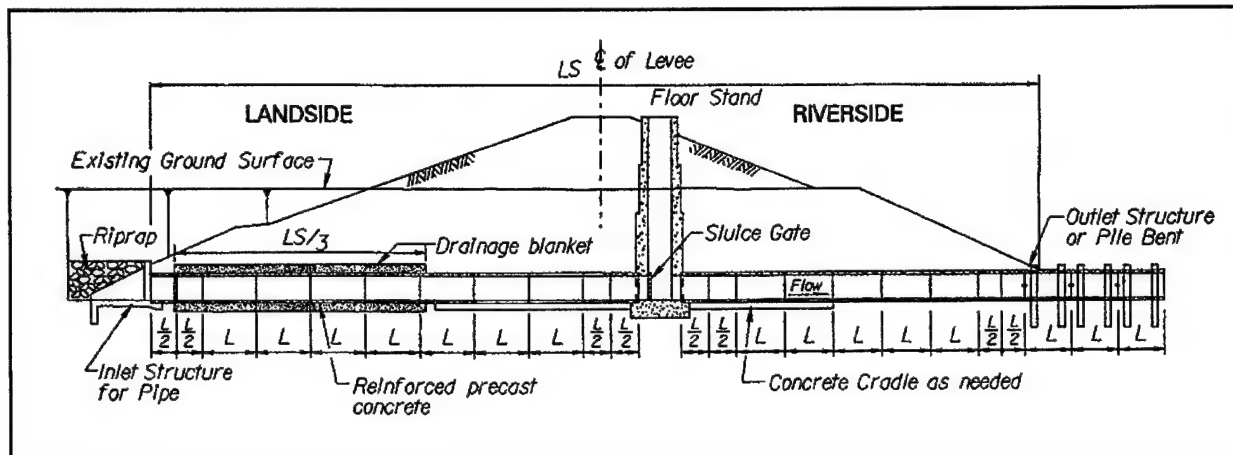 LS
℄ of Levee
Floor Stand
LANDSIDE
RIVERSIDE
Existing Ground Surface
Riprap
LS/3
Drainage blanket
Sluice Gate
Outlet Structure
or Pile Bent
Flow
L/2 L/2 L L L L L L L L/2 L/2 L/2 L/2 L L L L L L/2 L/2 L L L
Inlet Structure
for Pipe
Reinforced precast
concrete
Concrete Cradle as needed